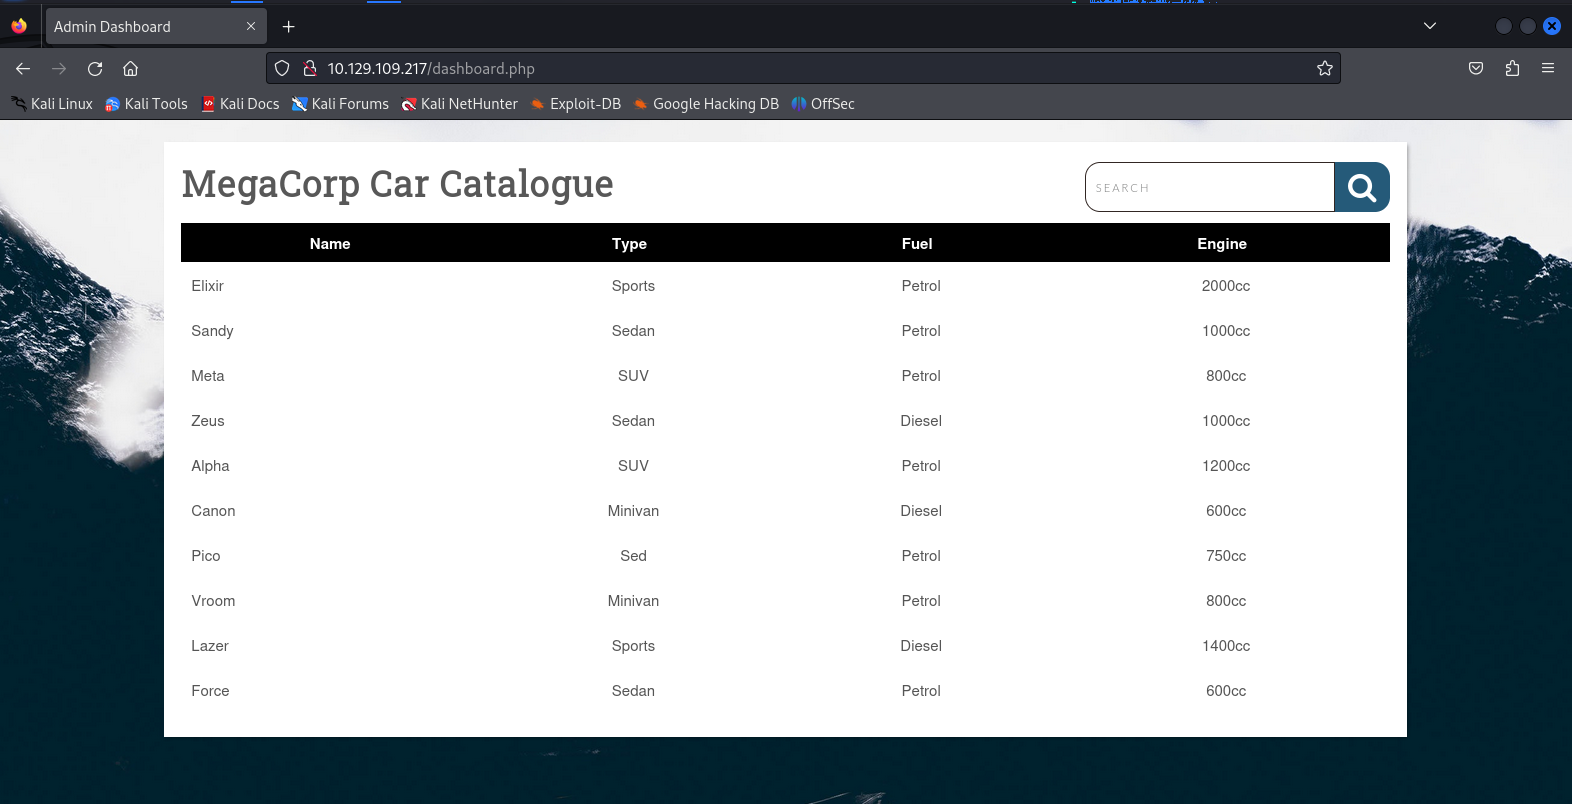 Admin Dashboard
10.129.109.217/dashboard.php
Kali Linux Kali Tools Kali Docs Kali Forums Kali NetHunter Exploit-DB Google Hacking DB OffSec
MegaCorp Car Catalogue
SEARCH
Name Type Fuel Engine
Elixir Sports Petrol 2000cc
Sandy Sedan Petrol 1000cc
Meta SUV Petrol 800cc
Zeus Sedan Diesel 1000cc
Alpha SUV Petrol 1200cc
Canon Minivan Diesel 600cc
Pico Sed Petrol 750cc
Vroom Minivan Petrol 800cc
Lazer Sports Diesel 1400cc
Force Sedan Petrol 600cc